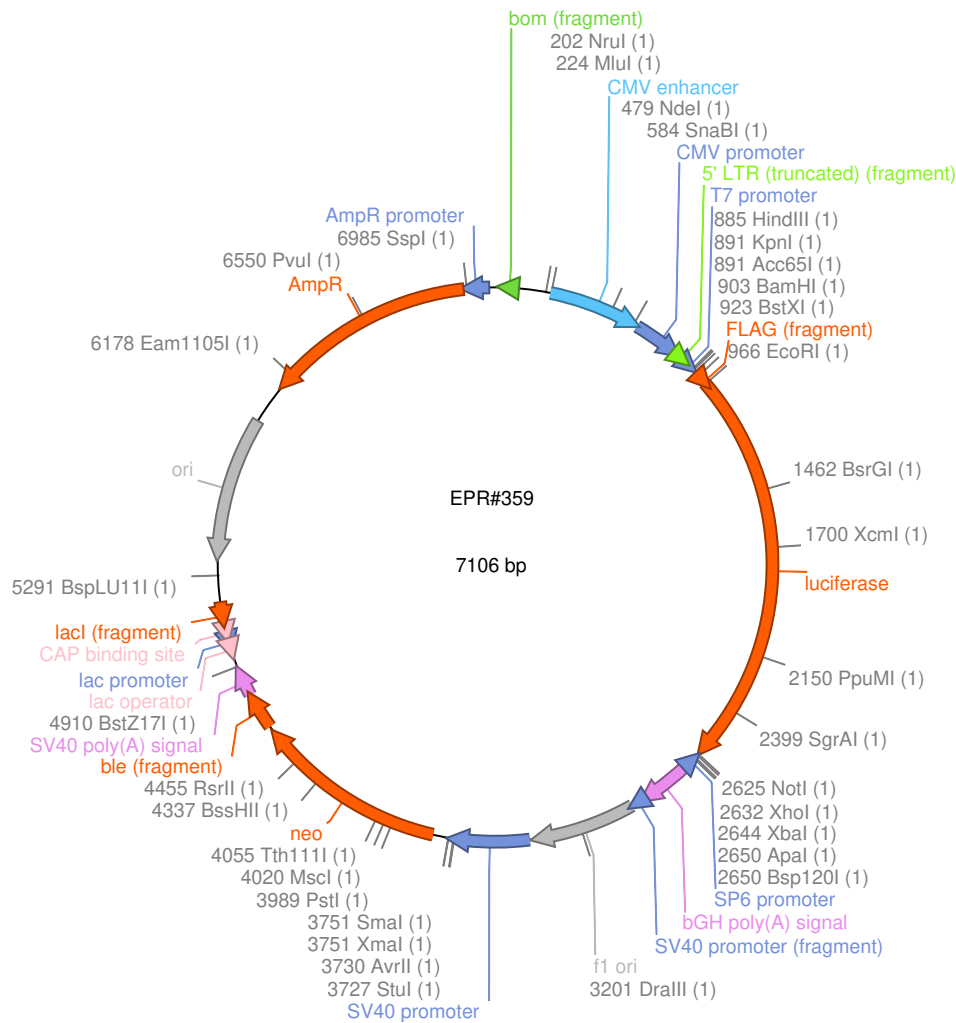 bom (fragment)
202 NruI (1)
224 MluI (1)
CMV enhancer
479 NdeI (1)
584 SnaBI (1)
CMV promoter
5' LTR (truncated) (fragment)
T7 promoter
885 HindIII (1)
891 KpnI (1)
891 Acc65I (1)
903 BamHI (1)
923 BstXI (1)
FLAG (fragment)
966 EcoRI (1)
1462 BsrGI (1)
1700 XcmI (1)
luciferase
2150 PpuMI (1)
2399 SgrAI (1)
2625 NotI (1)
2632 XhoI (1)
2644 XbaI (1)
2650 ApaI (1)
2650 Bsp120I (1)
SP6 promoter
bGH poly(A) signal
SV40 promoter (fragment)
f1 ori
3201 DraIII (1)
SV40 promoter
3727 StuI (1)
3730 AvrII (1)
3751 XmaI (1)
3751 SmaI (1)
3989 PstI (1)
4020 MscI (1)
4055 Tth111I (1)
neo
4337 BssHII (1)
4455 RsrII (1)
ble (fragment)
SV40 poly(A) signal
4910 BstZ17I (1)
lac operator
lac promoter
CAP binding site
lacI (fragment)
5291 BspLU11I (1)
ori
6178 Eam1105I (1)
AmpR
6550 PvuI (1)
6985 SspI (1)
AmpR promoter
EPR#359
7106 bp